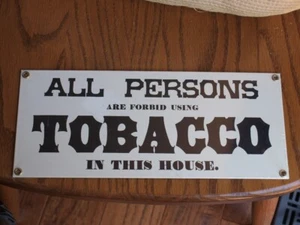 ALL PERSONS
ARE FORBID USING
TOBACCO
IN THIS HOUSE.